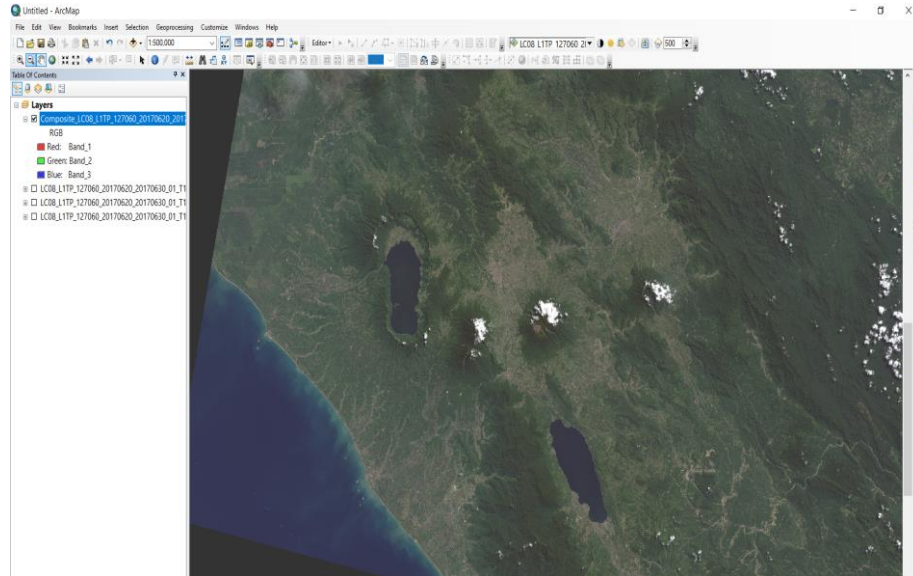 Untitled - ArcMap
File Edit View Bookmarks Insert Selection Geoprocessing Customize Windows Help
1:500,000 Editor LC08 L1TP 127060 2( 500
Table Of Contents
Layers
Composite_LC08_L1TP_127060_20170620_201
RGB
Red: Band_1
Green: Band_2
Blue: Band_3
LC08_L1TP_127060_20170620_20170630_01_T1
LC08_L1TP_127060_20170620_20170630_01_T1
LC08_L1TP_127060_20170620_20170630_01_T1